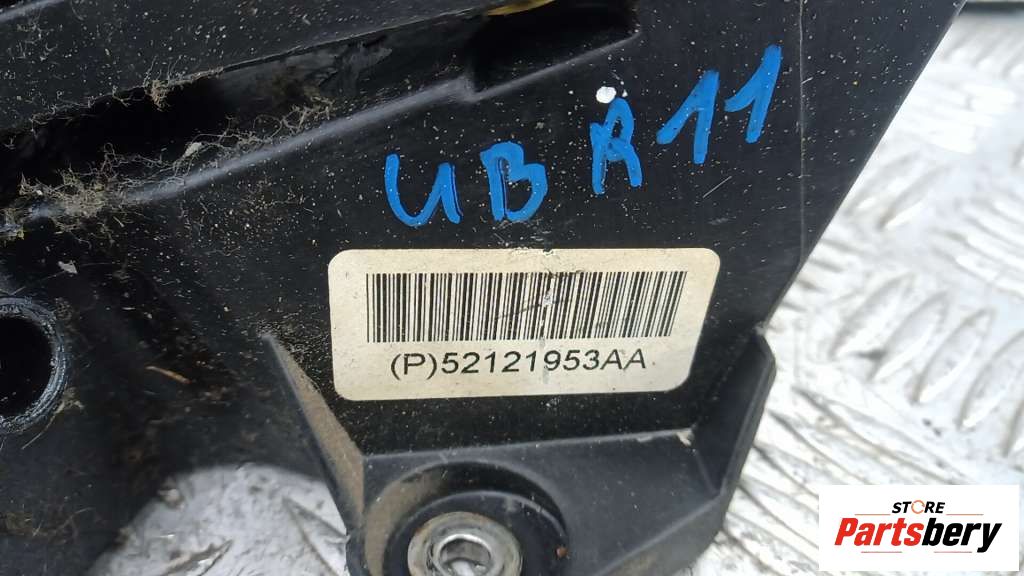 UBR11
(P)52121953AA
STORE
Partsbery